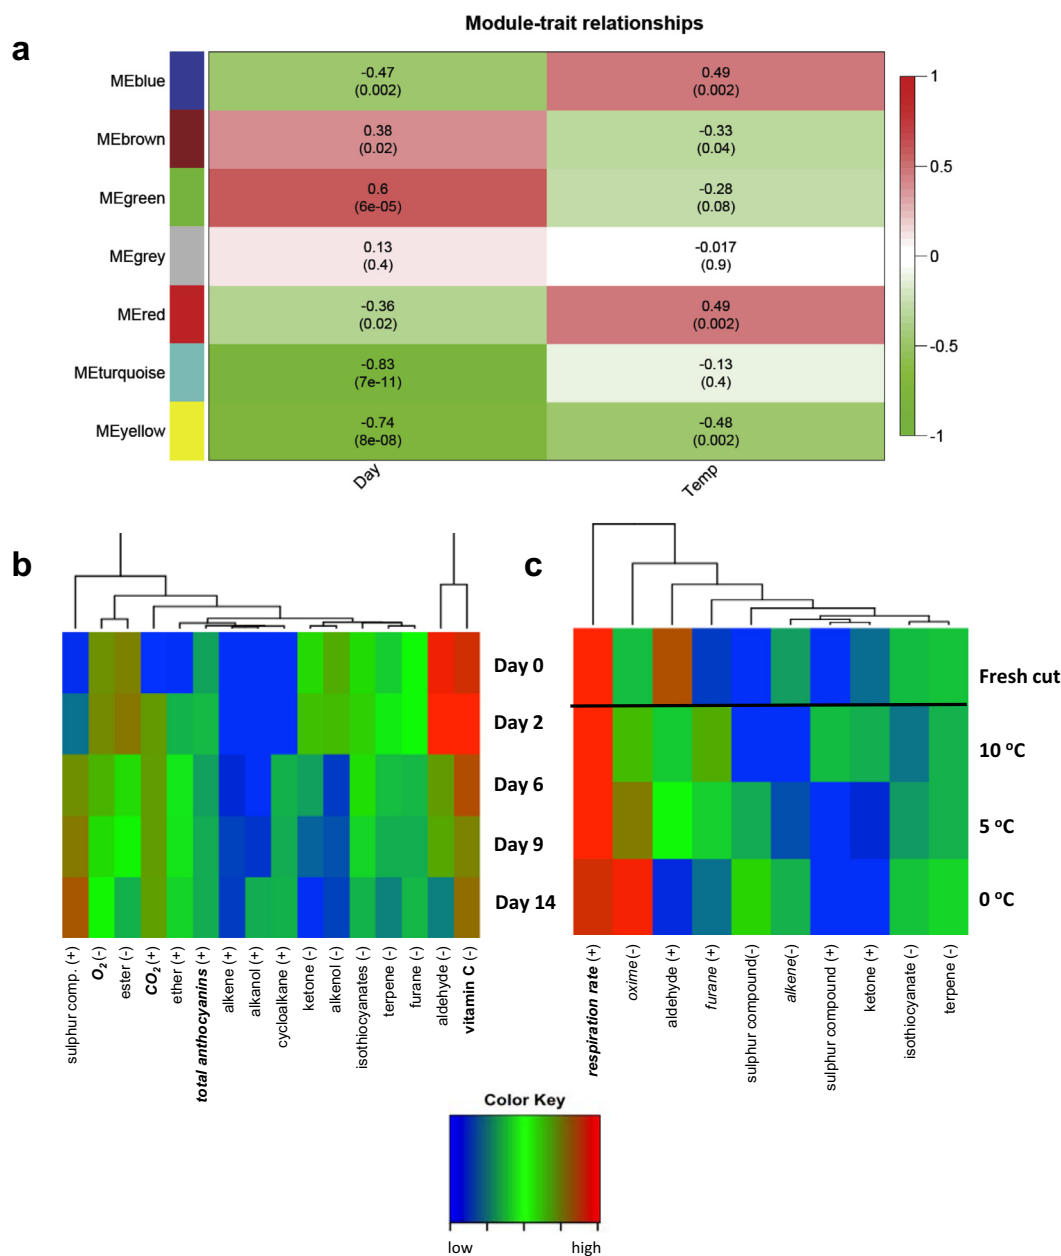 Module-trait relationships
a
MEblue
-0.47
(0.002)
0.49
(0.002)
MEbrown
0.38
(0.02)
-0.33
(0.04)
MEgreen
0.6
(6e-05)
-0.28
(0.08)
MEgrey
0.13
(0.4)
-0.017
(0.9)
MEred
-0.36
(0.02)
0.49
(0.002)
MEturquoise
-0.83
(7e-11)
-0.13
(0.4)
MEyellow
-0.74
(8e-08)
-0.48
(0.002)
1
0.5
0
-0.5
-1
Day
Temp
b
Day 0
Day 2
Day 6
Day 9
Day 14
sulphur comp. (+)
O2 (-)
ester (-)
CO2 (+)
ether (+)
total anthocyanins (+)
alkene (+)
alkanol (+)
cycloalkane (+)
ketone (-)
alkenol (-)
isothiocyanates (-)
terpene (-)
furane (-)
aldehyde (-)
vitamin C (-)
c
Fresh cut
10 ºC
5 ºC
0 ºC
respiration rate (+)
oxime (-)
aldehyde (+)
furane (+)
sulphur compound(-)
alkene(-)
sulphur compound (+)
ketone (+)
isothiocyanate (-)
terpene (-)
Color Key
low
high